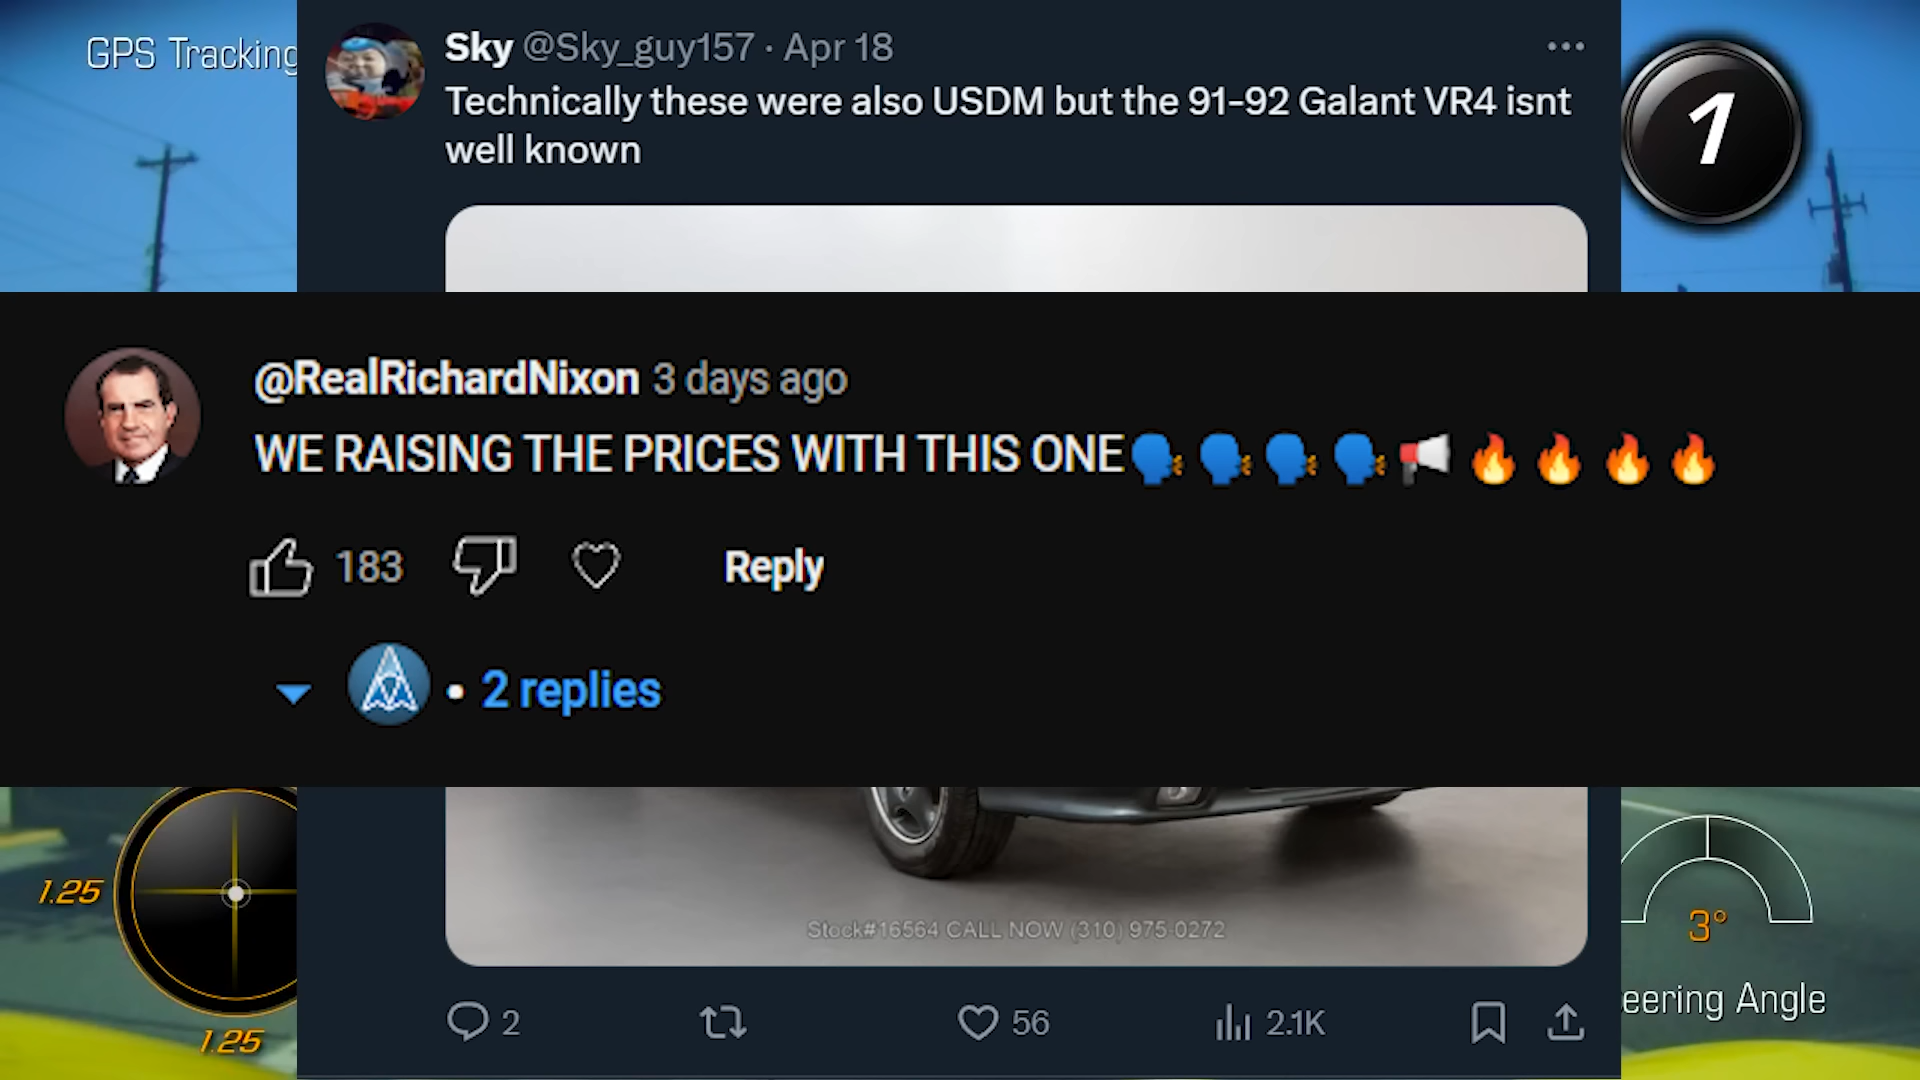 GPS Tracking
Sky @Sky_guy157 · Apr 18
Technically these were also USDM but the 91-92 Galant VR4 isnt
well known
1
@RealRichardNixon 3 days ago
WE RAISING THE PRICES WITH THIS ONE🗣️🗣️🗣️🗣️📢🔥🔥🔥🔥
183 Reply
• 2 replies
1.25
1.25
Stock#16564 CALL NOW (310) 975-0272
3°
eering Angle
2 56 2.1K